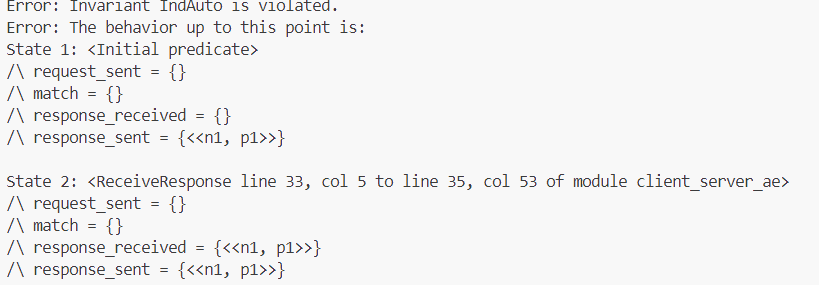 Error: Invariant IndAuto is violated.
Error: The behavior up to this point is:
State 1: <Initial predicate>
/\ request_sent = {}
/\ match = {}
/\ response_received = {}
/\ response_sent = {<<n1, p1>>}

State 2: <ReceiveResponse line 33, col 5 to line 35, col 53 of module client_server_ae>
/\ request_sent = {}
/\ match = {}
/\ response_received = {<<n1, p1>>}
/\ response_sent = {<<n1, p1>>}